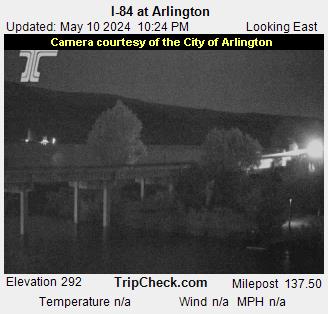 I-84 at Arlington
Updated: May 10 2024 10:24 PM Looking East
Camera courtesy of the City of Arlington
Elevation 292 TripCheck.com Milepost 137.50
Temperature n/a Wind n/a MPH n/a